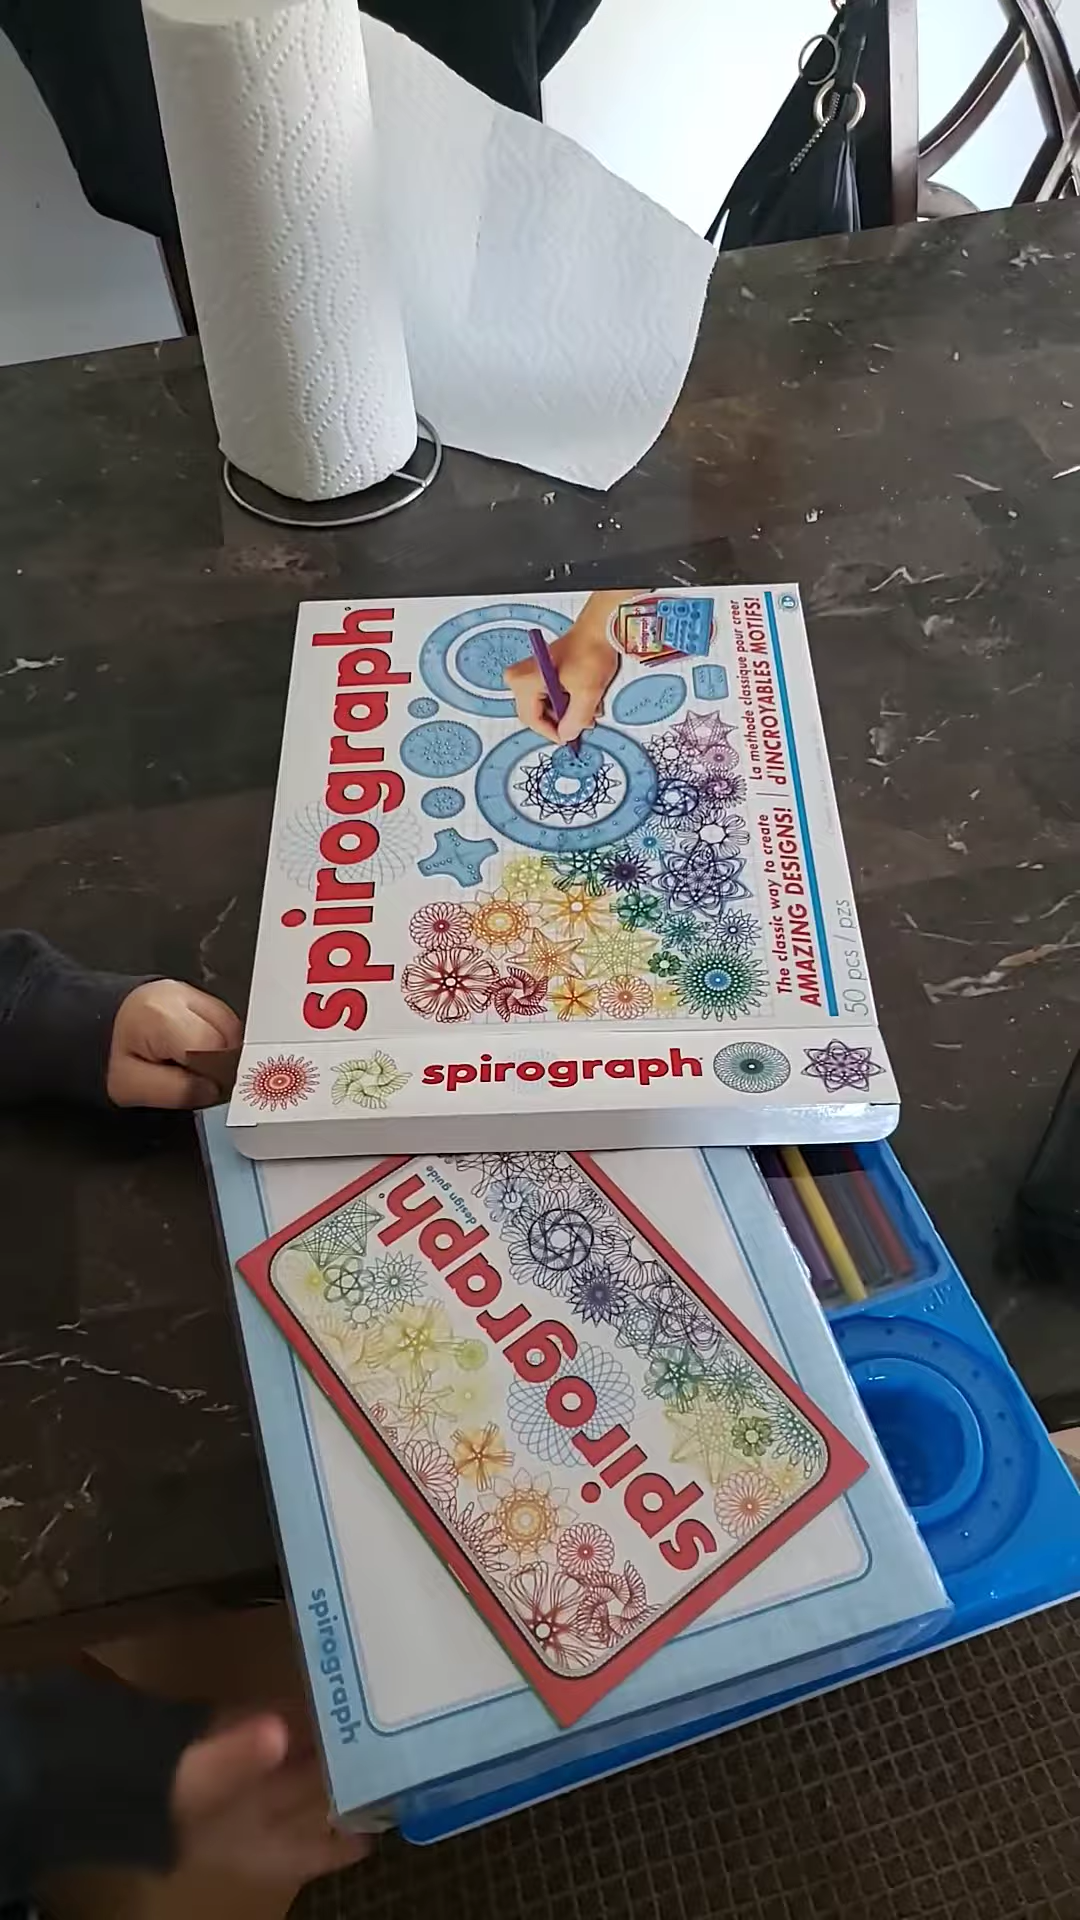 spirograph
The classic way to create
AMAZING DESIGNS!
La méthode classique pour créer
d'INCROYABLES MOTIFS!
50 pcs / pzs
8+
spirograph
spirograph
design guide
spirograph